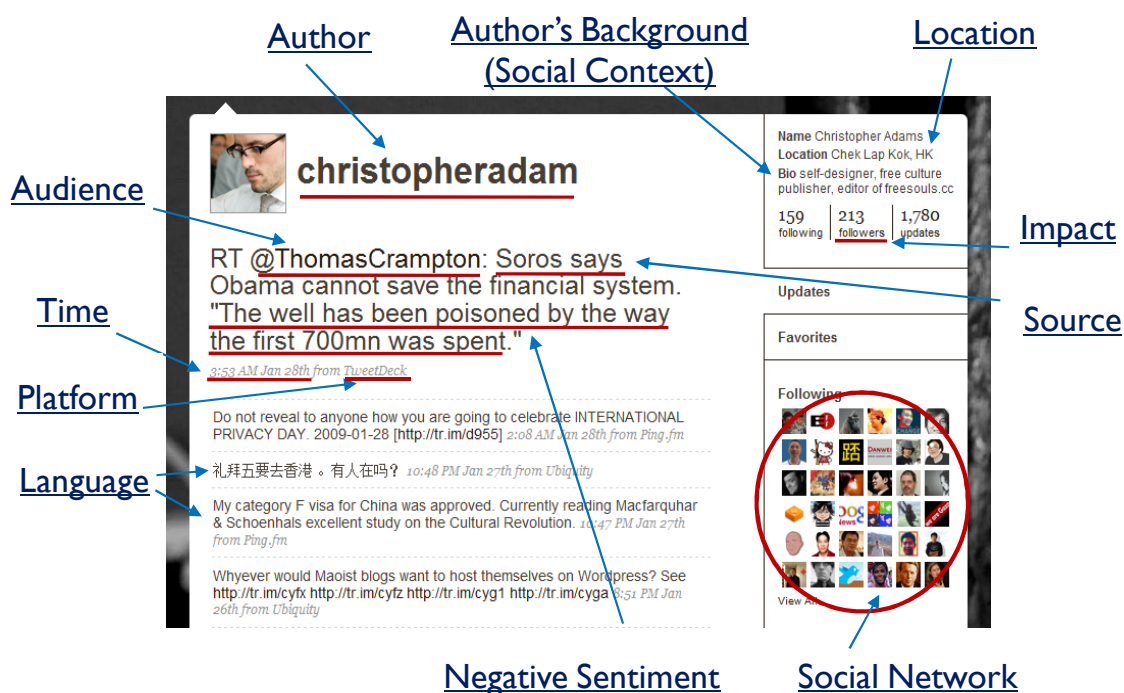 Author
Author's Background
(Social Context)
Location
christopheradam
Name Christopher Adams
Location Chek Lap Kok, HK
Bio self-designer, free culture
publisher, editor of freesouls.cc
159
following
213
followers
1,780
updates
Audience
Impact
RT @ThomasCrampton: Soros says
Obama cannot save the financial system.
"The well has been poisoned by the way
the first 700mn was spent."
3:53 AM Jan 28th from TweetDeck
Updates
Source
Time
Favorites
Platform
Following
Do not reveal to anyone how you are going to celebrate INTERNATIONAL
PRIVACY DAY. 2009-01-28 [http://tr.im/d955] 2:08 AM Jan 28th from Ping.fm
礼拜五要去香港。有人在吗? 10:48 PM Jan 27th from Ubiquity
Language
My category F visa for China was approved. Currently reading Macfarquhar
& Schoenhals excellent study on the Cultural Revolution. 10:47 PM Jan 27th
from Ping.fm
Whyever would Maoist blogs want to host themselves on Wordpress? See
http://tr.im/cyfx http://tr.im/cyfz http://tr.im/cyg1 http://tr.im/cyga 8:51 PM Jan
26th from Ubiquity
View All
Negative Sentiment
Social Network